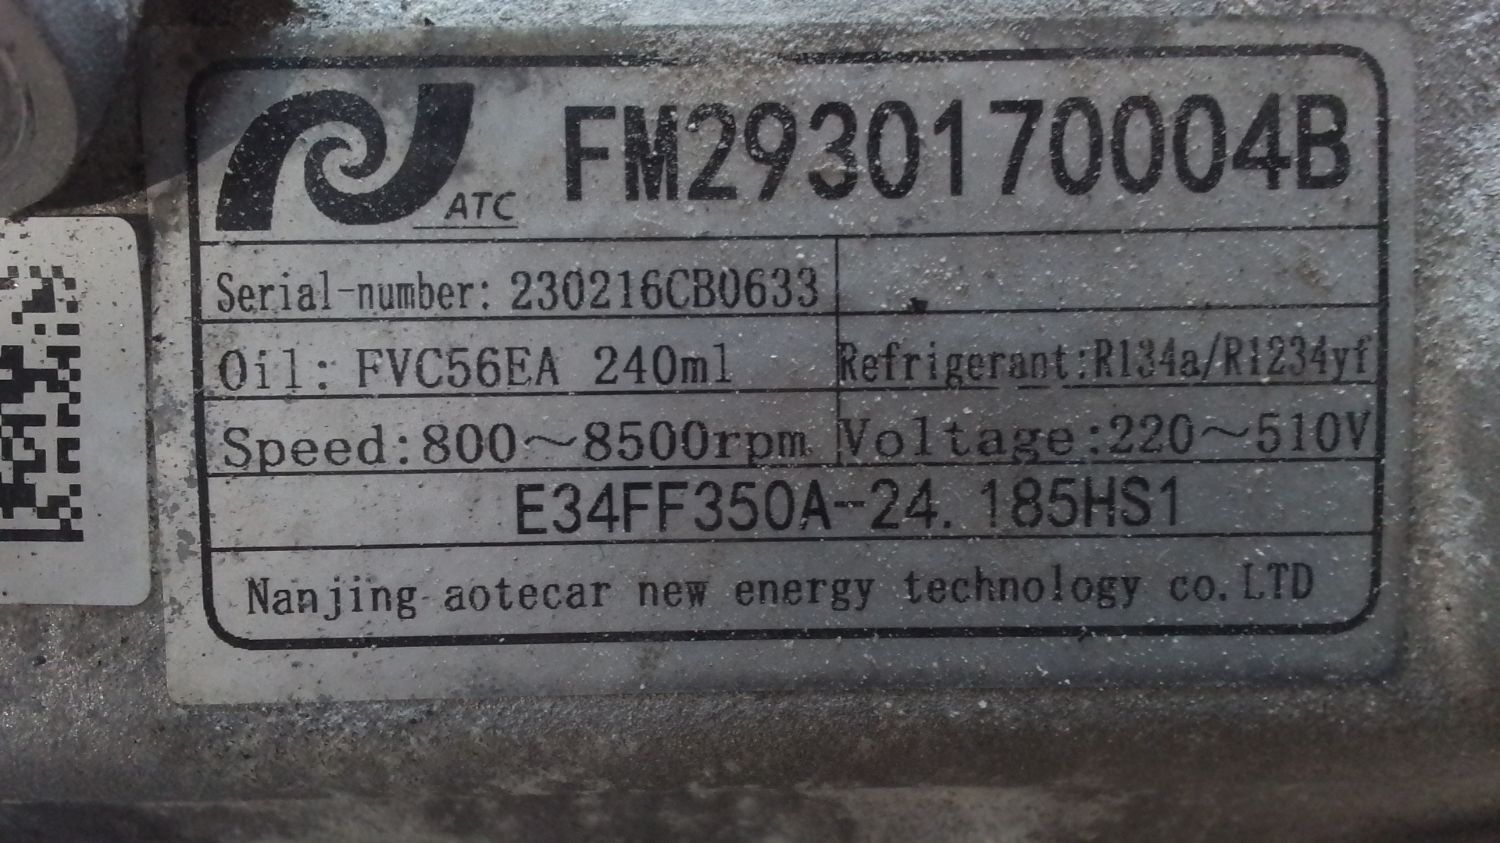 ATC FM2930170004B
Serial-number: 230216CB0633
Oil: FVC56EA 240ml Refrigerant:R134a/R1234yf
Speed:800~8500rpm Voltage:220~510V
E34FF350A-24.185HS1
Nanjing aotecar new energy technology co.LTD